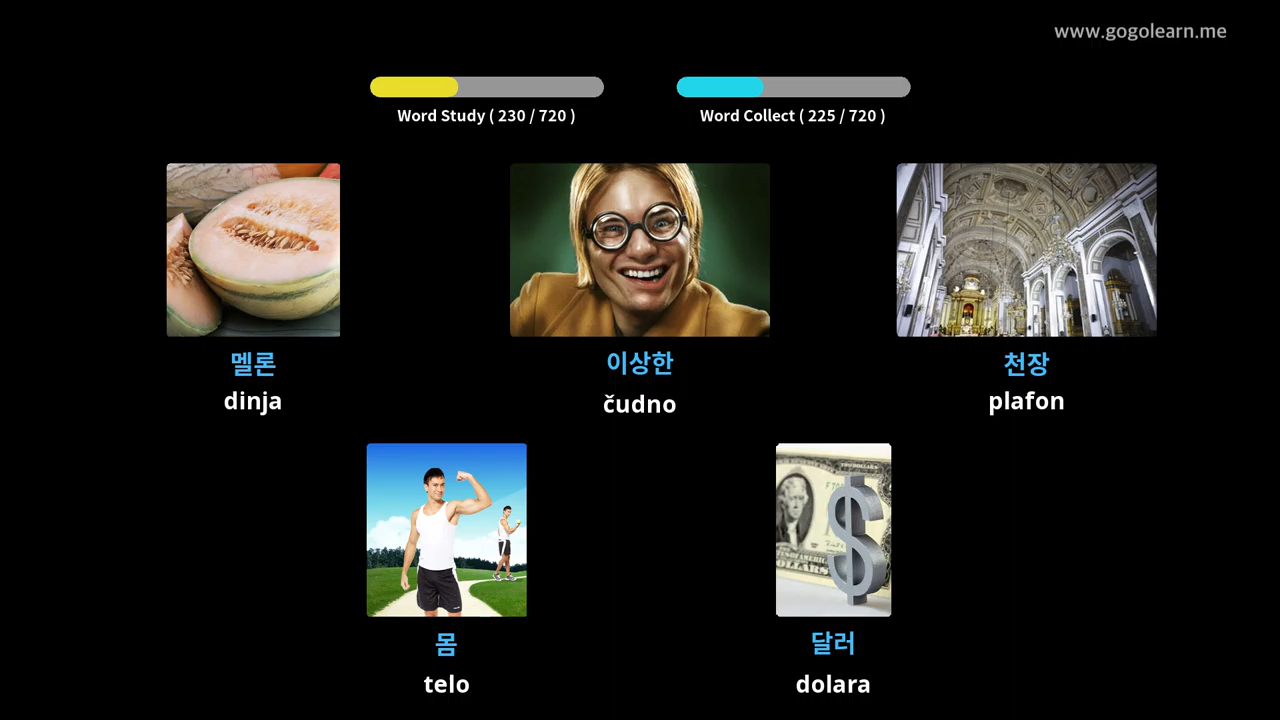 www.gogolearn.me
Word Study ( 230 / 720 )
Word Collect ( 225 / 720 )
멜론
dinja
이상한
čudno
천장
plafon
몸
telo
달러
dolara